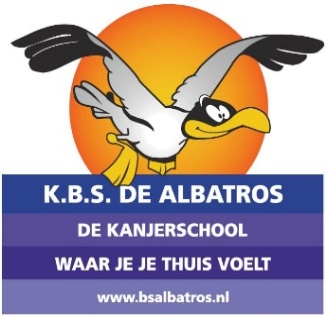 K.B.S. DE ALBATROS
DE KANJERSCHOOL
WAAR JE JE THUIS VOELT
www.bsalbatros.nl